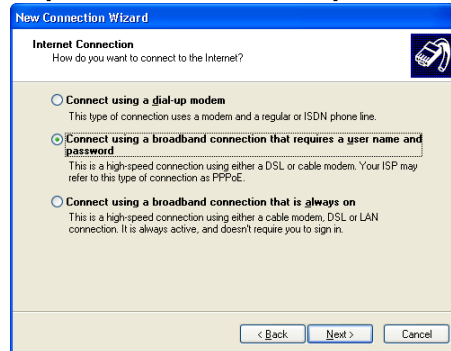 New Connection Wizard
Internet Connection
How do you want to connect to the Internet?
Connect using a dial-up modem
This type of connection uses a modem and a regular or ISDN phone line.
Connect using a broadband connection that requires a user name and
password
This is a high-speed connection using either a DSL or cable modem. Your ISP may
refer to this type of connection as PPPoE.
Connect using a broadband connection that is always on
This is a high-speed connection using either a cable modem, DSL or LAN
connection. It is always active, and doesn't require you to sign in.
< Back Next > Cancel